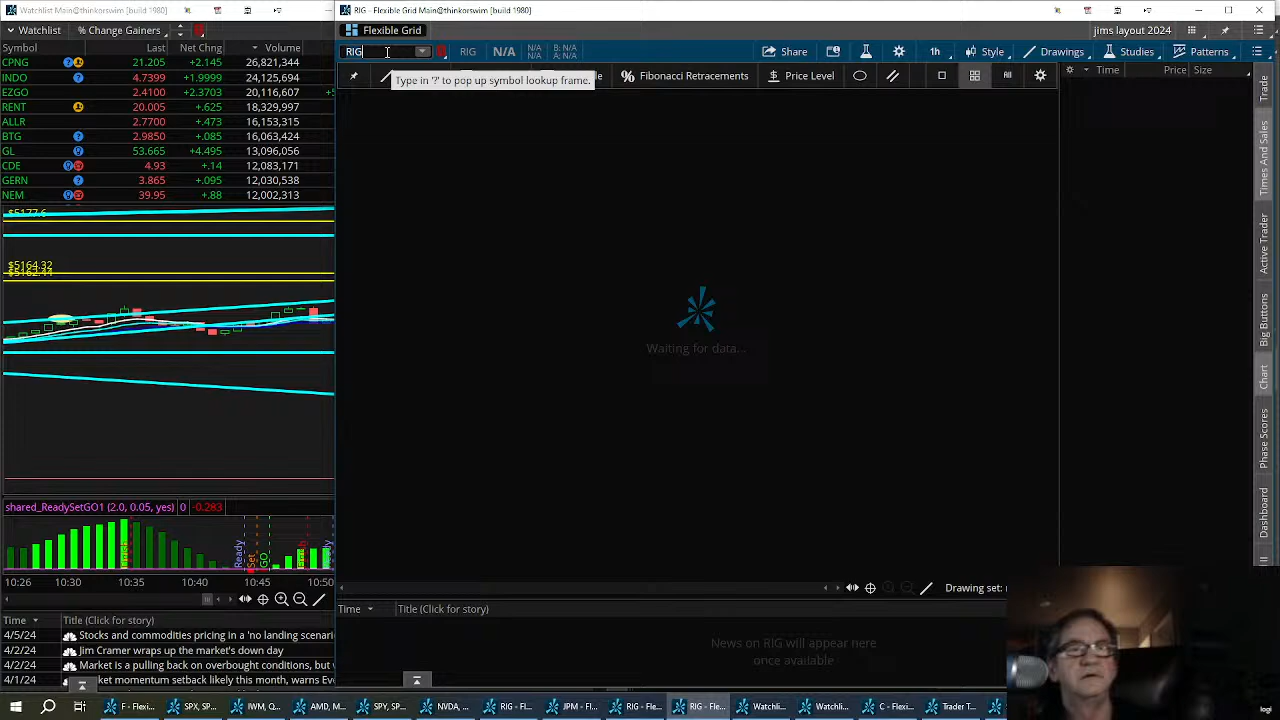 Watchlist Main@thinkorswim [build 1980]
RIG - Flexible Grid Main@thinkorswim [build 1980]
Watchlist
% Change Gainers
Flexible Grid
jims layout 2024
Symbol Last Net Chng Volume
RIG
RIG
N/A
N/A
N/A
B: N/A
A: N/A
Share
1h
Style
Drawings
Studies
Patterns
Type in '?' to pop up symbol lookup frame.
Fibonacci Retracements
Price Level
Time Price Size
CPNG 21.205 +2.145 26,821,344
INDO 4.7399 +1.9999 24,125,694
EZGO 2.4100 +2.3703 20,116,607
RENT 20.005 +.625 18,329,997
ALLR 2.7700 +.473 16,153,315
BTG 2.9850 +.085 16,063,424
GL 53.665 +4.495 13,096,056
CDE 4.93 +.14 12,083,171
GERN 3.865 +.095 12,030,538
NEM 39.95 +.88 12,002,313
$5177.6
$5164.32
Waiting for data...
Trade
Times And Sales
Active Trader
Big Buttons
Chart
Phase Scores
Dashboard
shared_ReadySetGO1 (2.0, 0.05, yes) 0 -0.283
Finish
Ready
Set
GO
Finish
Ready
10:26 10:30 10:35 10:40 10:45 10:50
Drawing set:
Time Title (Click for story)
4/5/24 Stocks and commodities pricing in a 'no landing scenari
4/2/24 Jim Cramer wraps up the market's down day
4/2/24 Market is a pulling back on overbought conditions, but
4/1/24 ket momentum setback likely this month, warns Eve
Time Title (Click for story)
News on RIG will appear here
once available
F - Flexi...
SPX, SP...
IWM, M...
AMD, M...
SPY, SP...
NVDA, ...
RIG - FL...
JPM - Fl...
RIG - Fle...
RIG - Fle...
Watchli...
Watchli...
C - Flexi...
Trader T...
logi